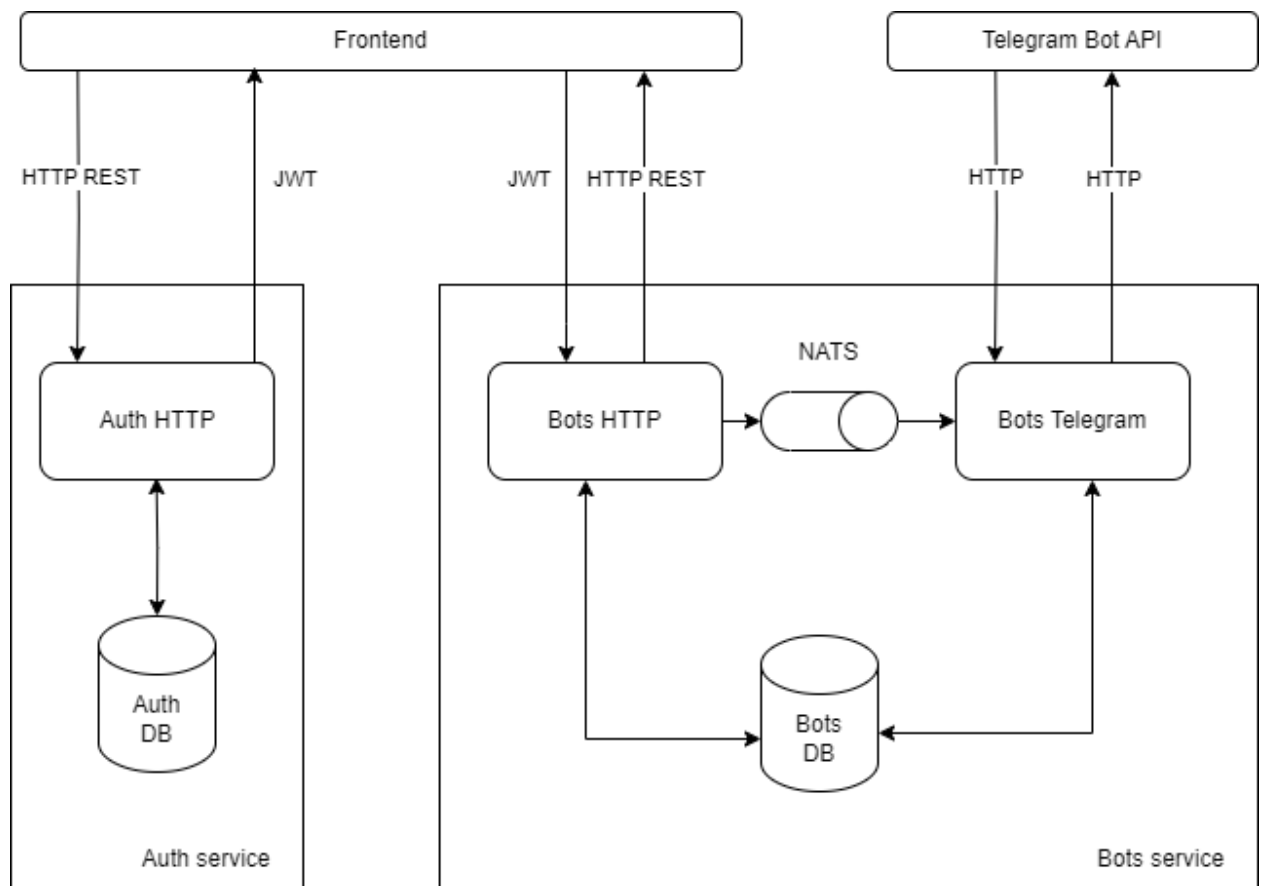 Frontend
Telegram Bot API
HTTP REST
JWT
JWT
HTTP REST
HTTP
HTTP
NATS
Auth HTTP
Bots HTTP
Bots Telegram
Auth
DB
Bots
DB
Auth service
Bots service